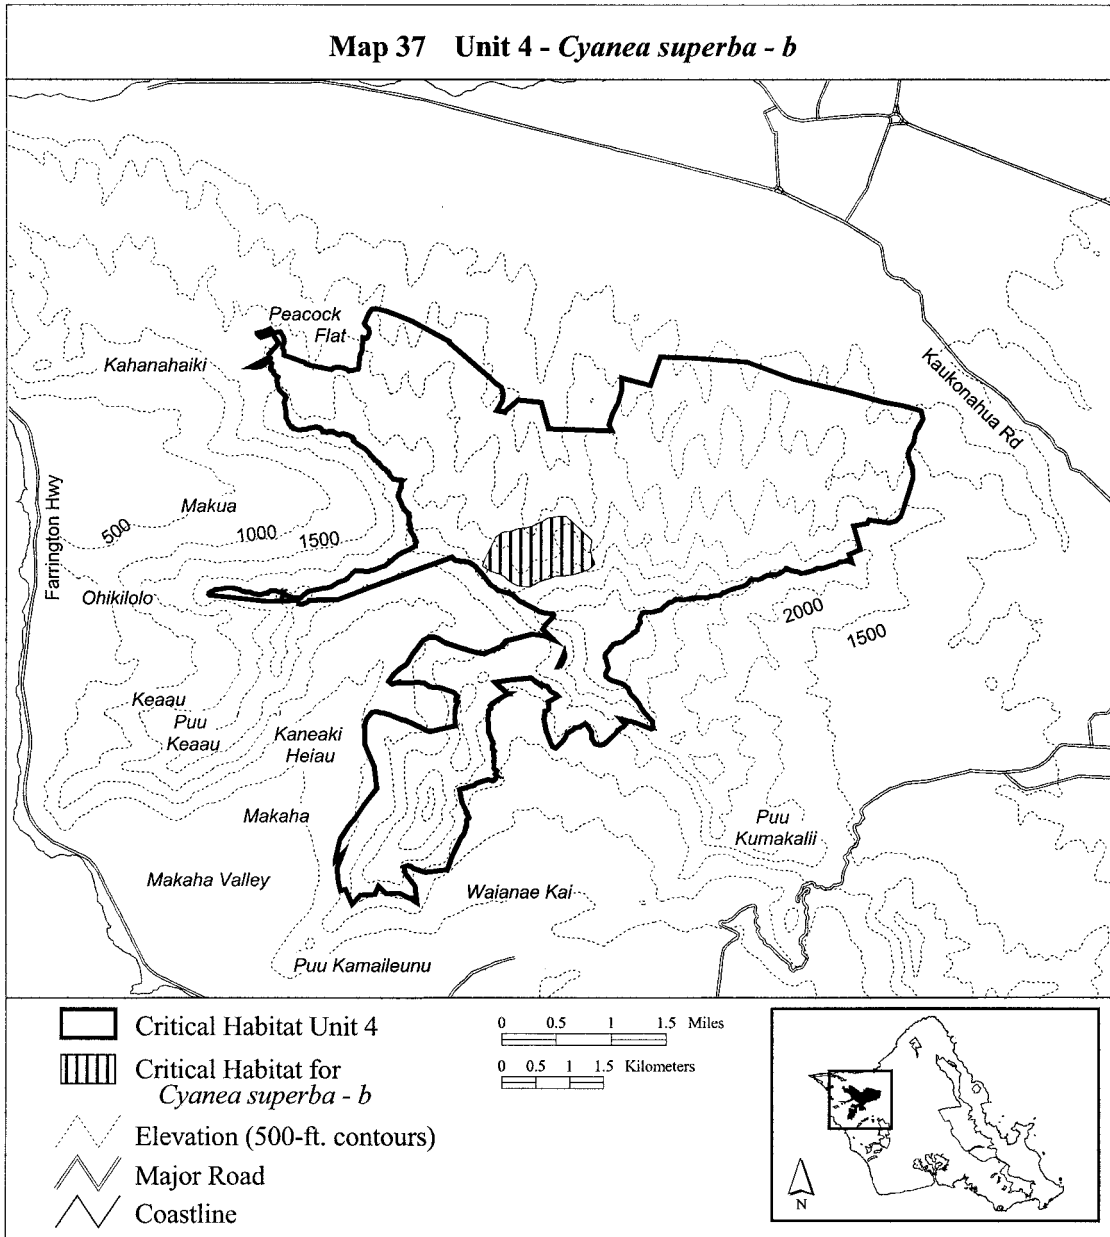 Map 37 Unit 4 - Cyanea superba - b
Peacock
Flat
Kahanahaiki
Kaukonahua Rd
Farrington Hwy
Makua
500
1000
1500
Ohikilolo
2000
1500
Keaau
Puu
Keaau
Kaneaki
Heiau
Makaha
Puu
Kumakalii
Makaha Valley
Waianae Kai
Puu Kamaileunu
Critical Habitat Unit 4
Critical Habitat for
Cyanea superba - b
Elevation (500-ft. contours)
Major Road
Coastline
0 0.5 1 1.5 Miles
0 0.5 1 1.5 Kilometers
N